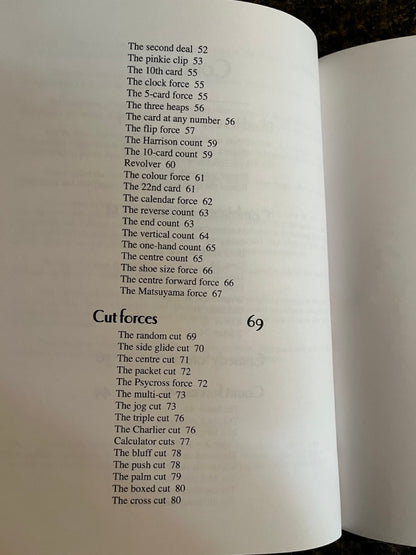 The second deal 52
The pinkie clip 53
The 10th card 55
The clock force 55
The 5-card force 55
The three heaps 56
The card at any number 56
The flip force 57
The Harrison count 59
The 10-card count 59
Revolver 60
The colour force 61
The 22nd card 61
The calendar force 62
The reverse count 63
The end count 63
The vertical count 64
The one-hand count 65
The centre count 65
The shoe size force 66
The centre forward force 66
The Matsuyama force 67
Cut forces 69
The random cut 69
The side glide cut 70
The centre cut 71
The packet cut 72
The Psycross force 72
The multi-cut 73
The jog cut 73
The triple cut 76
The Charlier cut 76
Calculator cuts 77
The bluff cut 78
The push cut 78
The palm cut 79
The boxed cut 80
The cross cut 80